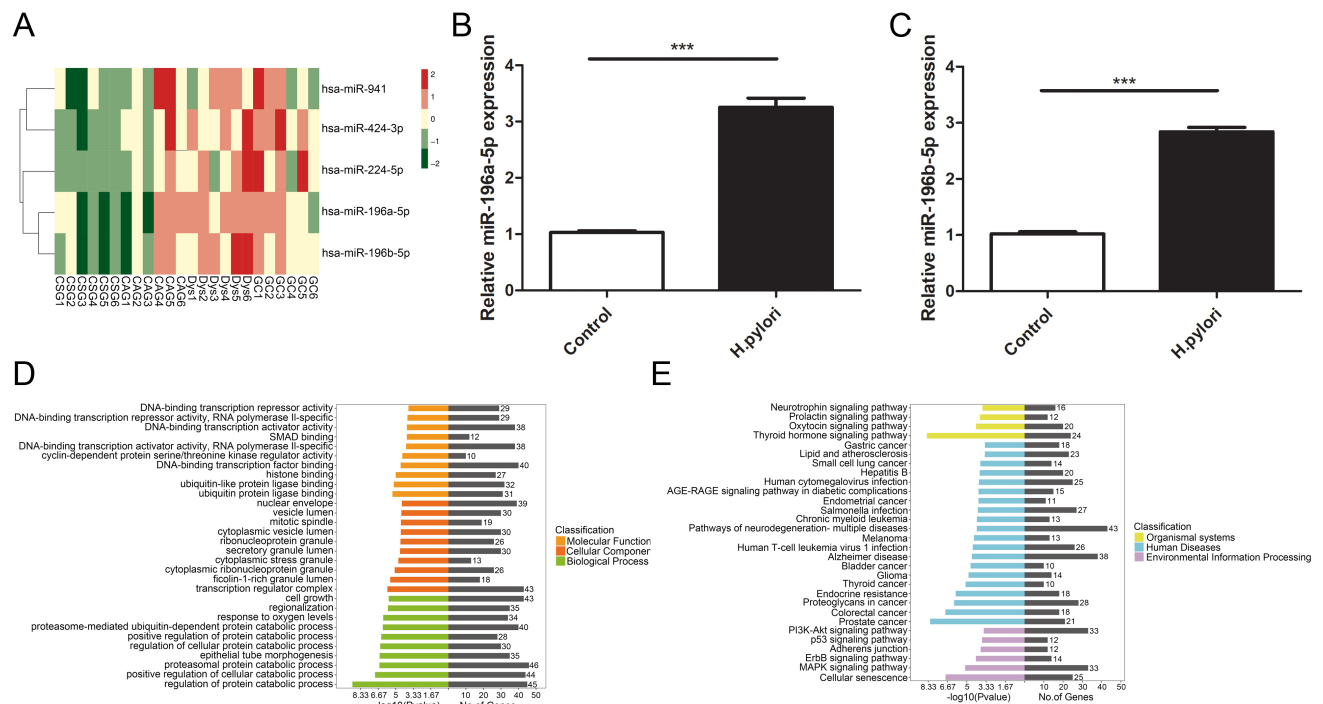 A
hsa-miR-941
hsa-miR-424-3p
hsa-miR-224-5p
hsa-miR-196a-5p
hsa-miR-196b-5p
2
1
0
−1
−2
CSG1
CSG2
CSG3
CSG4
CSG5
CSG6
CAG1
CAG2
CAG3
CAG4
CAG5
CAG6
Dys1
Dys2
Dys3
Dys4
Dys5
Dys6
GC1
GC2
GC3
GC4
GC5
GC6
B
Relative miR-196a-5p expression
4
3
2
1
0
***
Control
H.pylori
C
Relative miR-196b-5p expression
4
3
2
1
0
***
Control
H.pylori
D
DNA-binding transcription repressor activity 29
DNA-binding transcription repressor activity, RNA polymerase II-specific 29
DNA-binding transcription activator activity 38
SMAD binding 12
DNA-binding transcription activator activity, RNA polymerase II-specific 38
cyclin-dependent protein serine/threonine kinase regulator activity 10
DNA-binding transcription factor binding 40
histone binding 27
ubiquitin-like protein ligase binding 32
ubiquitin protein ligase binding 31
nuclear envelope 39
vesicle lumen 30
mitotic spindle 19
cytoplasmic vesicle lumen 30
ribonucleoprotein granule 26
secretory granule lumen 30
cytoplasmic stress granule 13
cytoplasmic ribonucleoprotein granule 26
ficolin-1-rich granule lumen 18
transcription regulator complex 43
cell growth 43
regionalization 35
response to oxygen levels 34
proteasome-mediated ubiquitin-dependent protein catabolic process 40
positive regulation of protein catabolic process 28
regulation of cellular protein catabolic process 30
epithelial tube morphogenesis 35
proteasomal protein catabolic process 46
positive regulation of cellular catabolic process 44
regulation of protein catabolic process 45
8.33 6.67 5 3.33 1.67 10 20 30 40 50
-log10(Pvalue) No.of Genes
Classification
Molecular Function
Cellular Componer
Biological Process
E
Neurotrophin signaling pathway 16
Prolactin signaling pathway 12
Oxytocin signaling pathway 20
Thyroid hormone signaling pathway 24
Gastric cancer 18
Lipid and atherosclerosis 23
Small cell lung cancer 14
Hepatitis B 20
Human cytomegalovirus infection 25
AGE-RAGE signaling pathway in diabetic complications 15
Endometrial cancer 11
Salmonella infection 27
Chronic myeloid leukemia 13
Pathways of neurodegeneration- multiple diseases 43
Melanoma 13
Human T-cell leukemia virus 1 infection 26
Alzheimer disease 38
Bladder cancer 10
Glioma 14
Thyroid cancer 10
Endocrine resistance 18
Proteoglycans in cancer 28
Colorectal cancer 18
Prostate cancer 21
PI3K-Akt signaling pathway 33
p53 signaling pathway 12
Adherens junction 12
ErbB signaling pathway 14
MAPK signaling pathway 33
Cellular senescence 25
8.33 6.67 5 3.33 1.67 10 20 30 40 50
-log10(Pvalue) No.of Genes
Classification
Organismal systems
Human Diseases
Environmental Information Processing